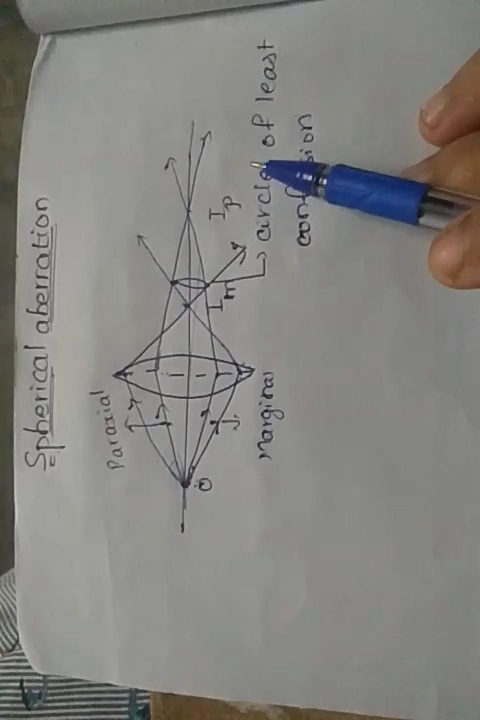 Spherical aberration
Paraxial
O
Marginal
Im
Ip
circle of least
confusion